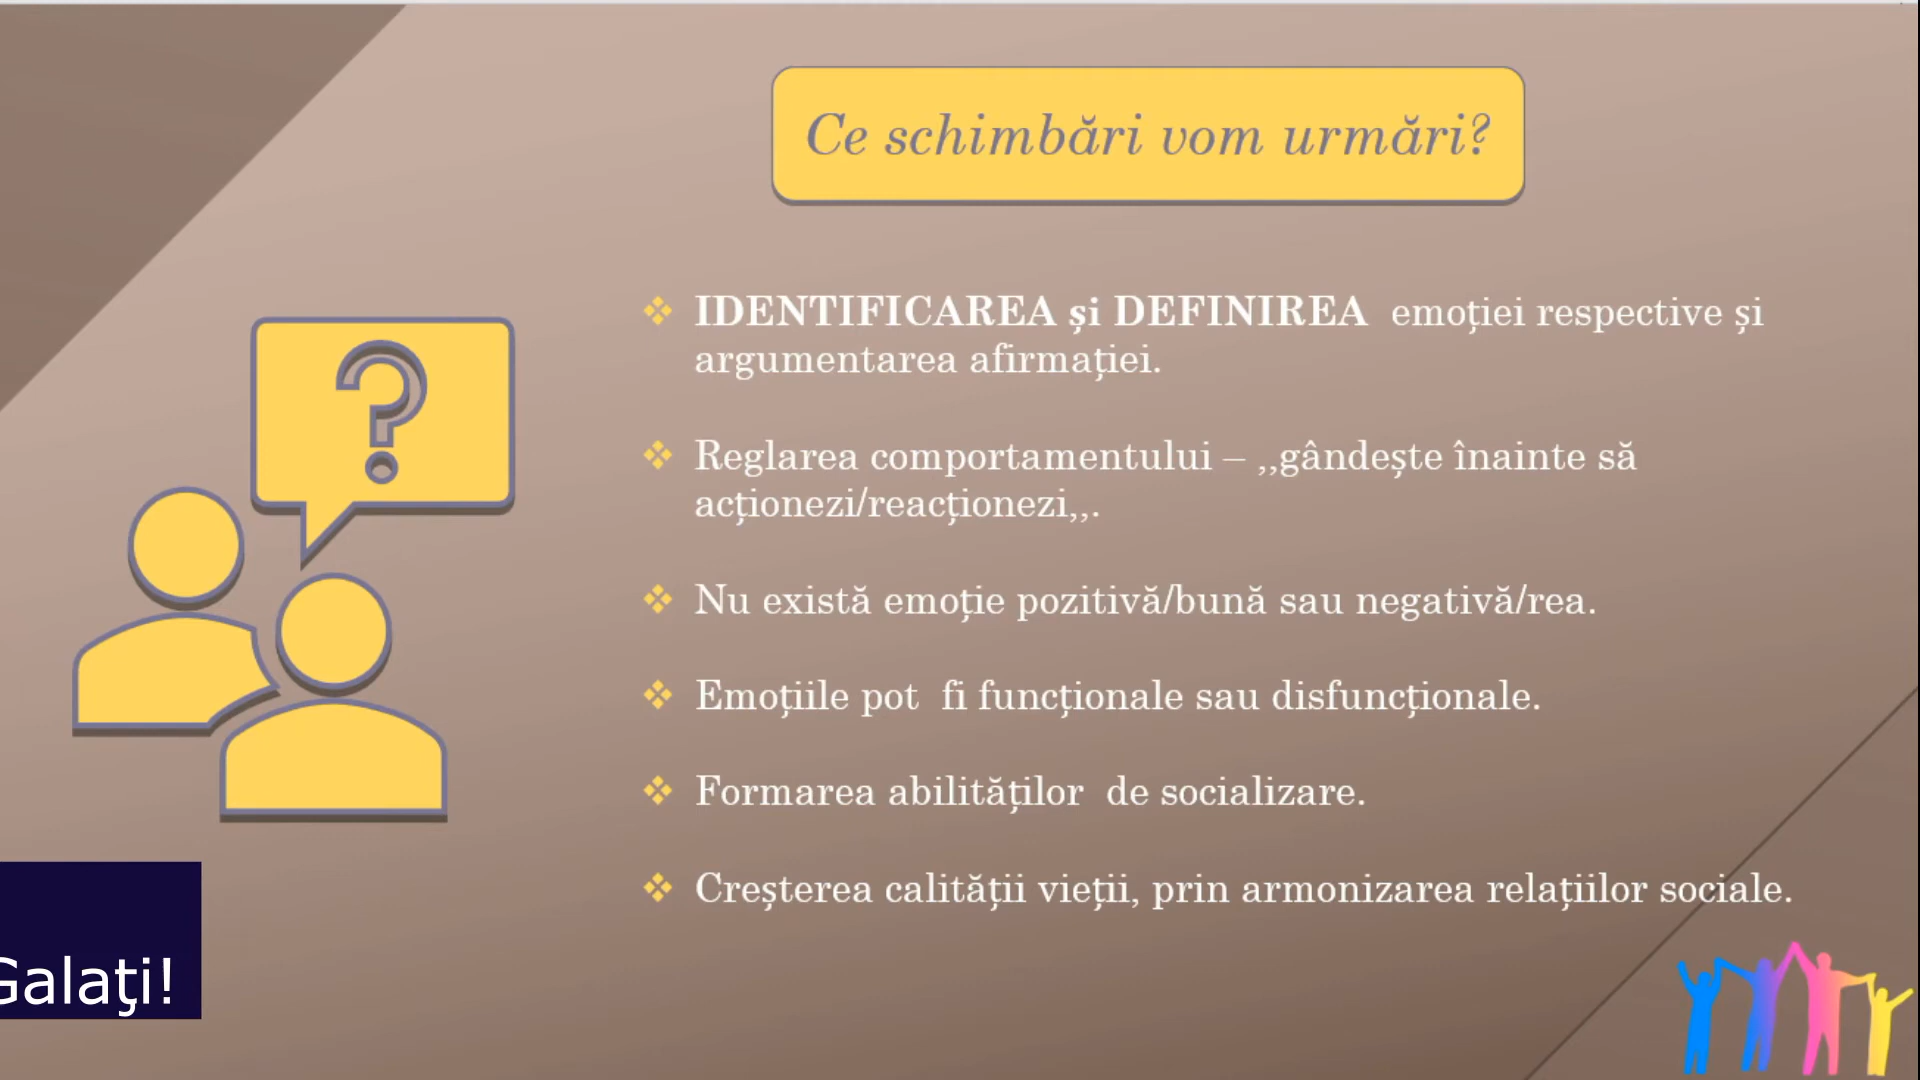 Ce schimbări vom urmări?
IDENTIFICAREA și DEFINIREA emoției respective și
argumentarea afirmației.
Reglarea comportamentului – ,,gândește înainte să
acționezi/reacționezi,,.
Nu există emoție pozitivă/bună sau negativă/rea.
Emoțiile pot fi funcționale sau disfuncționale.
Formarea abilităților de socializare.
Creșterea calității vieții, prin armonizarea relațiilor sociale.
Galaţi!